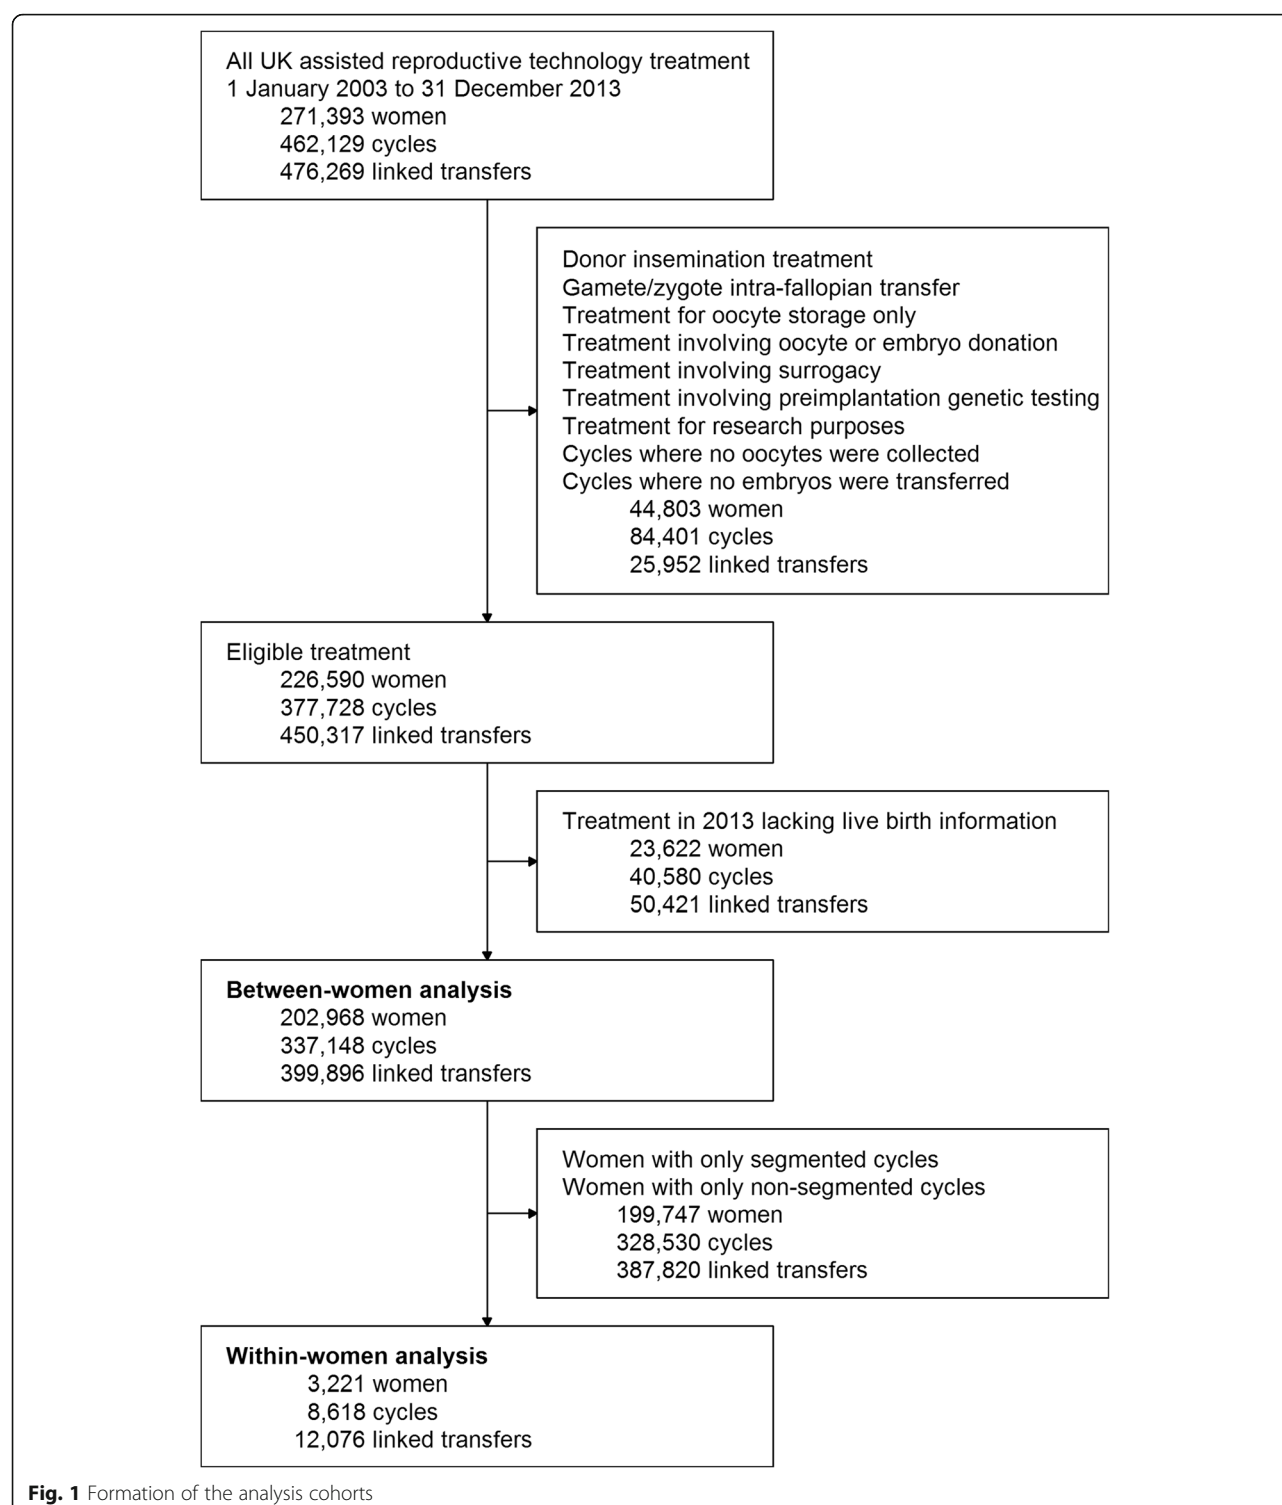 All UK assisted reproductive technology treatment
1 January 2003 to 31 December 2013
271,393 women
462,129 cycles
476,269 linked transfers
Donor insemination treatment
Gamete/zygote intra-fallopian transfer
Treatment for oocyte storage only
Treatment involving oocyte or embryo donation
Treatment involving surrogacy
Treatment involving preimplantation genetic testing
Treatment for research purposes
Cycles where no oocytes were collected
Cycles where no embryos were transferred
44,803 women
84,401 cycles
25,952 linked transfers
Eligible treatment
226,590 women
377,728 cycles
450,317 linked transfers
Treatment in 2013 lacking live birth information
23,622 women
40,580 cycles
50,421 linked transfers
Between-women analysis
202,968 women
337,148 cycles
399,896 linked transfers
Women with only segmented cycles
Women with only non-segmented cycles
199,747 women
328,530 cycles
387,820 linked transfers
Within-women analysis
3,221 women
8,618 cycles
12,076 linked transfers
Fig. 1 Formation of the analysis cohorts